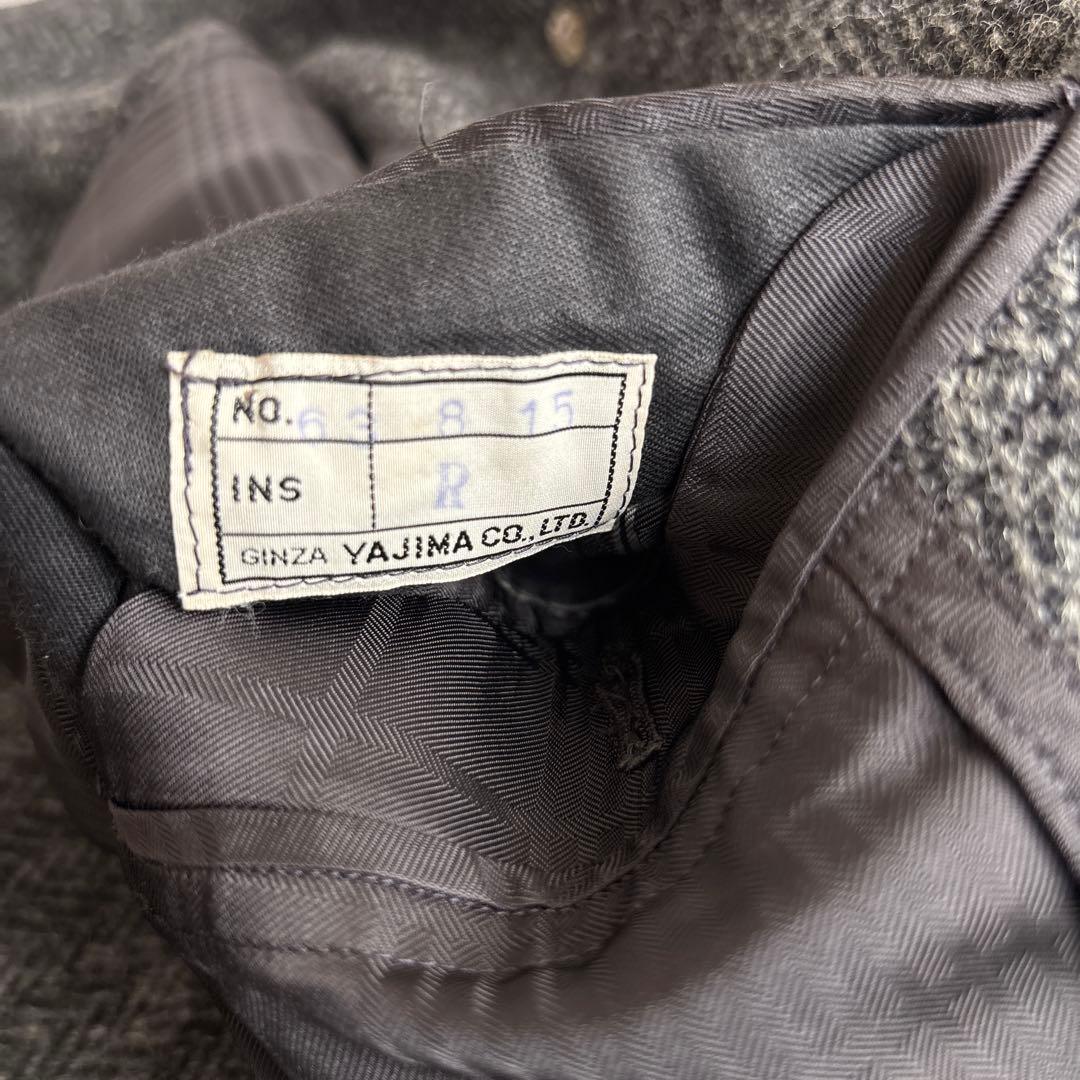 NO. 63 8 15
INS R
GINZA YAJIMA CO., LTD.